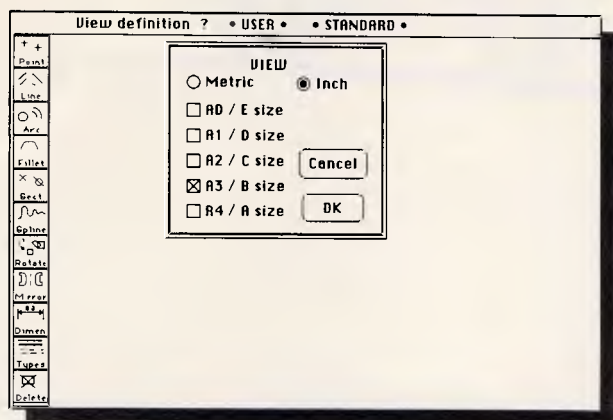 View definition ? • USER • • STANDARD •
VIEW
Metric Inch
A0 / E size
A1 / D size
A2 / C size
A3 / B size
A4 / A size
Cancel
OK
Point
Line
Arc
Fillet
Sect
Spline
Rotate
Mirror
Dimen
Types
Delete